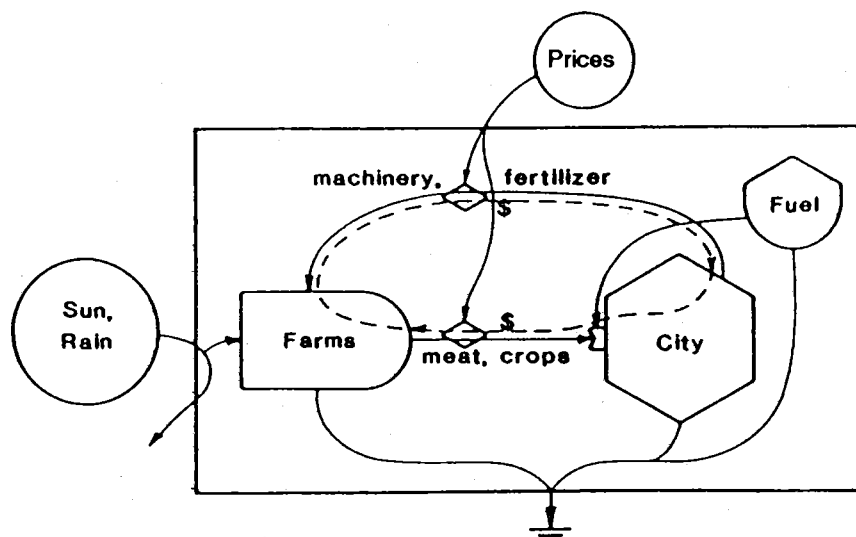 Prices
machinery, fertilizer
$
Fuel
Sun,
Rain
Farms
$
City
meat, crops